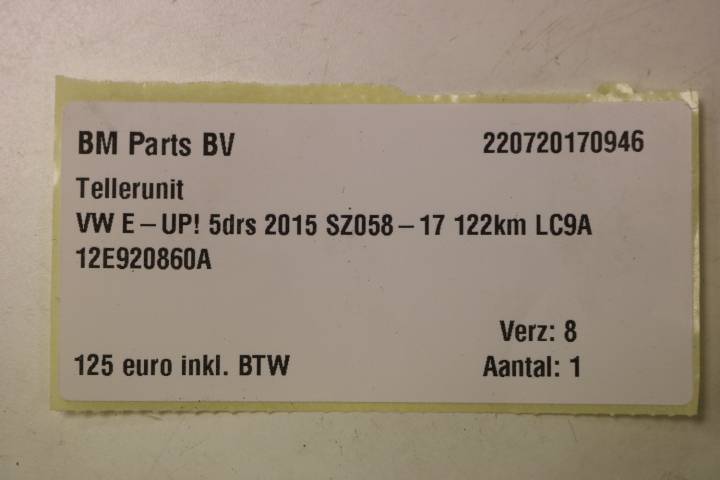 BM Parts BV 220720170946
Tellerunit
VW E-UP! 5drs 2015 SZ058-17 122km LC9A
12E920860A
Verz: 8
125 euro inkl. BTW Aantal: 1